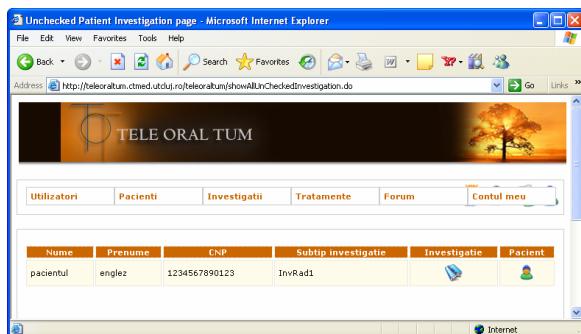 Unchecked Patient Investigation page - Microsoft Internet Explorer
File Edit View Favorites Tools Help
Back Search Favorites
Address http://teleoraltum.ctmed.utcluj.ro/teleoraltum/showAllUnCheckedInvestigation.do Go Links »
TELE ORAL TUM
Utilizatori Pacienti Investigatii Tratamente Forum Contul meu
Nume Prenume CNP Subtip investigatie Investigatie Pacient
pacientul englez 1234567890123 InvRad1
Internet